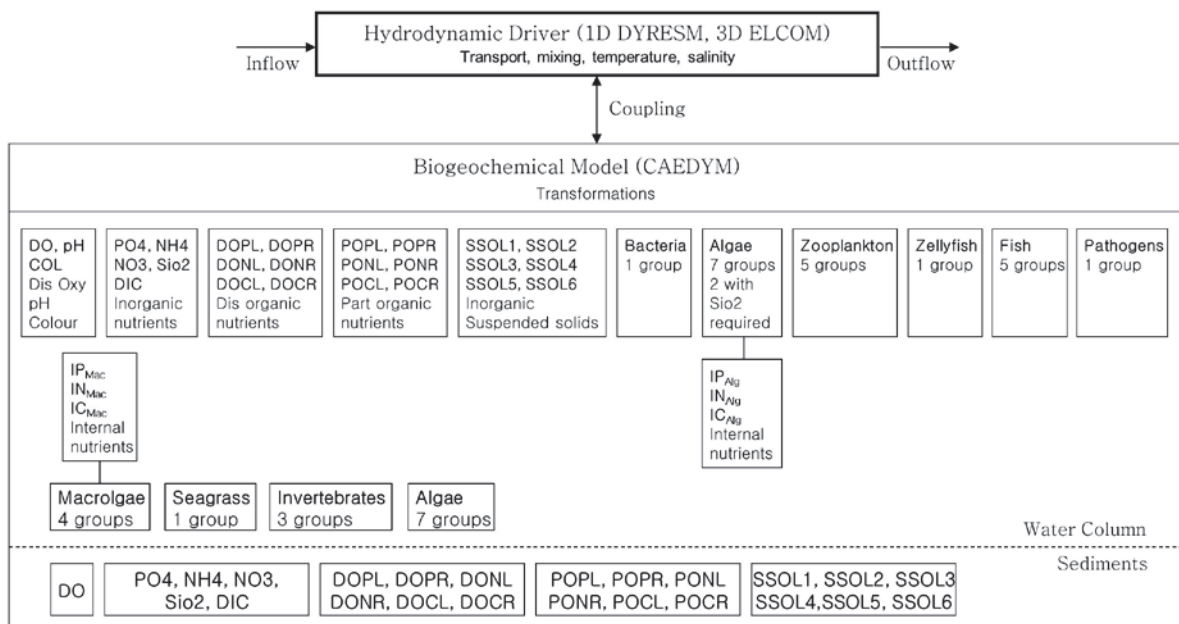 Hydrodynamic Driver (1D DYRESM, 3D ELCOM)
Transport, mixing, temperature, salinity
Inflow
Outflow
Coupling
Biogeochemical Model (CAEDYM)
Transformations
DO, pH
COL
Dis Oxy
pH
Colour
PO4, NH4
NO3, Sio2
DIC
Inorganic
nutrients
DOPL, DOPR
DONL, DONR
DOCL, DOCR
Dis organic
nutrients
POPL, POPR
PONL, PONR
POCL, POCR
Part organic
nutrients
SSOL1, SSOL2
SSOL3, SSOL4
SSOL5, SSOL6
Inorganic
Suspended solids
Bacteria
1 group
Algae
7 groups
2 with
Sio2
required
Zooplankton
5 groups
Zellyfish
1 group
Fish
5 groups
Pathogens
1 group
IPMac
INMac
ICMac
Internal
nutrients
IPAlg
INAlg
ICAlg
Internal
nutrients
Macrolgae
4 groups
Seagrass
1 group
Invertebrates
3 groups
Algae
7 groups
Water Column
Sediments
DO
PO4, NH4, NO3,
Sio2, DIC
DOPL, DOPR, DONL
DONR, DOCL, DOCR
POPL, POPR, PONL
PONR, POCL, POCR
SSOL1, SSOL2, SSOL3
SSOL4,SSOL5, SSOL6